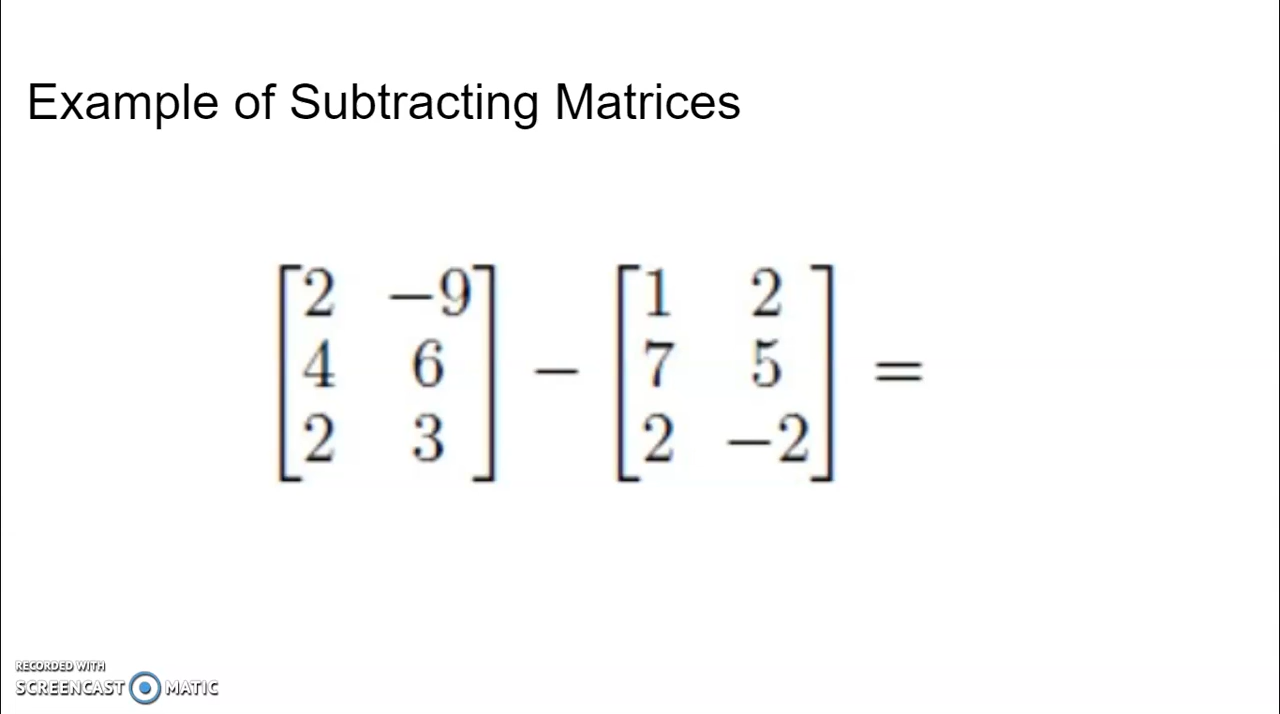 Example of Subtracting Matrices
[2 −9] − [1 2] =
[4 6] [7 5]
[2 3] [2 −2]
RECORDED WITH
SCREENCAST MATIC